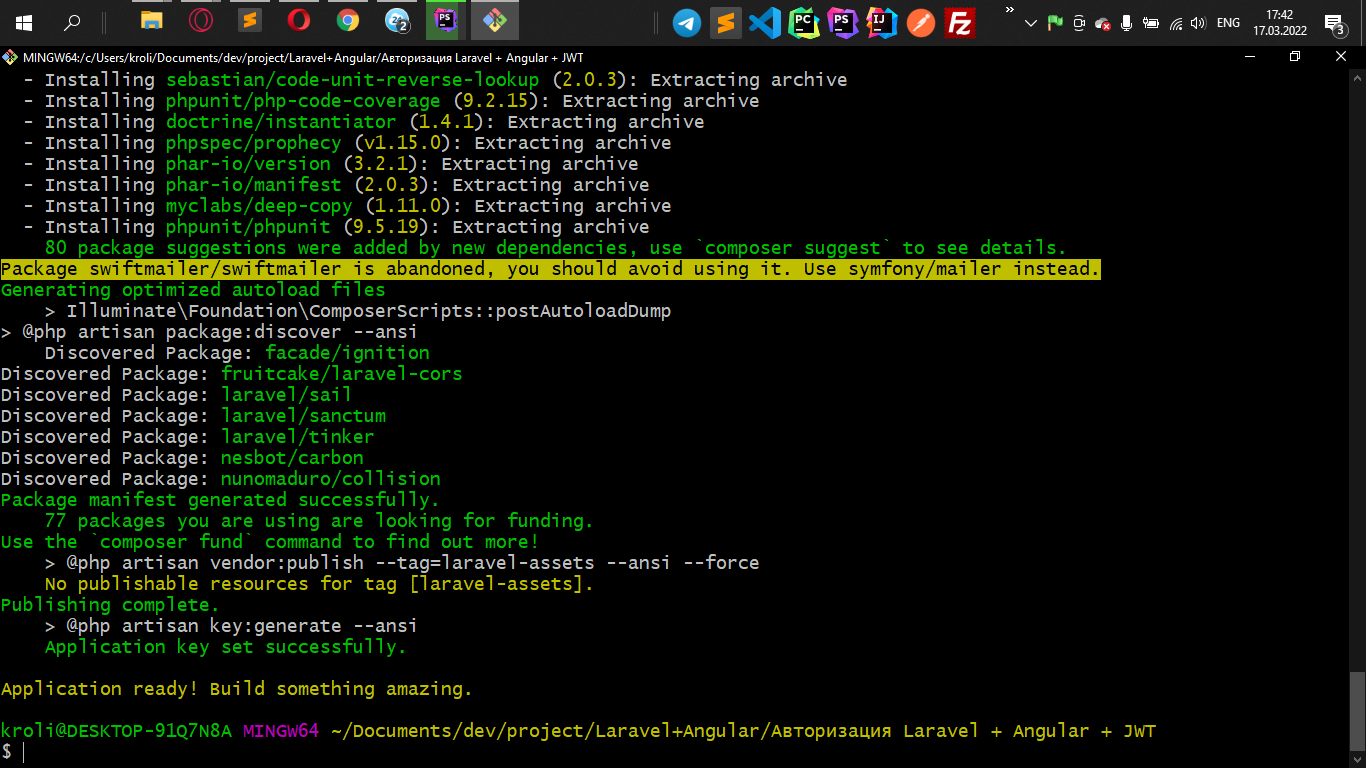 2
PS
PC
PS
IJ
FZ
»
ENG
17:42
17.03.2022
3
MINGW64:/c/Users/kroli/Documents/dev/project/Laravel+Angular/Авторизация Laravel + Angular + JWT
- Installing sebastian/code-unit-reverse-lookup (2.0.3): Extracting archive
- Installing phpunit/php-code-coverage (9.2.15): Extracting archive
- Installing doctrine/instantiator (1.4.1): Extracting archive
- Installing phpspec/prophecy (v1.15.0): Extracting archive
- Installing phar-io/version (3.2.1): Extracting archive
- Installing phar-io/manifest (2.0.3): Extracting archive
- Installing myclabs/deep-copy (1.11.0): Extracting archive
- Installing phpunit/phpunit (9.5.19): Extracting archive
80 package suggestions were added by new dependencies, use `composer suggest` to see details.
Package swiftmailer/swiftmailer is abandoned, you should avoid using it. Use symfony/mailer instead.
Generating optimized autoload files
> Illuminate\Foundation\ComposerScripts::postAutoloadDump
> @php artisan package:discover --ansi
Discovered Package: facade/ignition
Discovered Package: fruitcake/laravel-cors
Discovered Package: laravel/sail
Discovered Package: laravel/sanctum
Discovered Package: laravel/tinker
Discovered Package: nesbot/carbon
Discovered Package: nunomaduro/collision
Package manifest generated successfully.
77 packages you are using are looking for funding.
Use the `composer fund` command to find out more!
> @php artisan vendor:publish --tag=laravel-assets --ansi --force
No publishable resources for tag [laravel-assets].
Publishing complete.
> @php artisan key:generate --ansi
Application key set successfully.
Application ready! Build something amazing.
kroli@DESKTOP-91Q7N8A MINGW64 ~/Documents/dev/project/Laravel+Angular/Авторизация Laravel + Angular + JWT
$